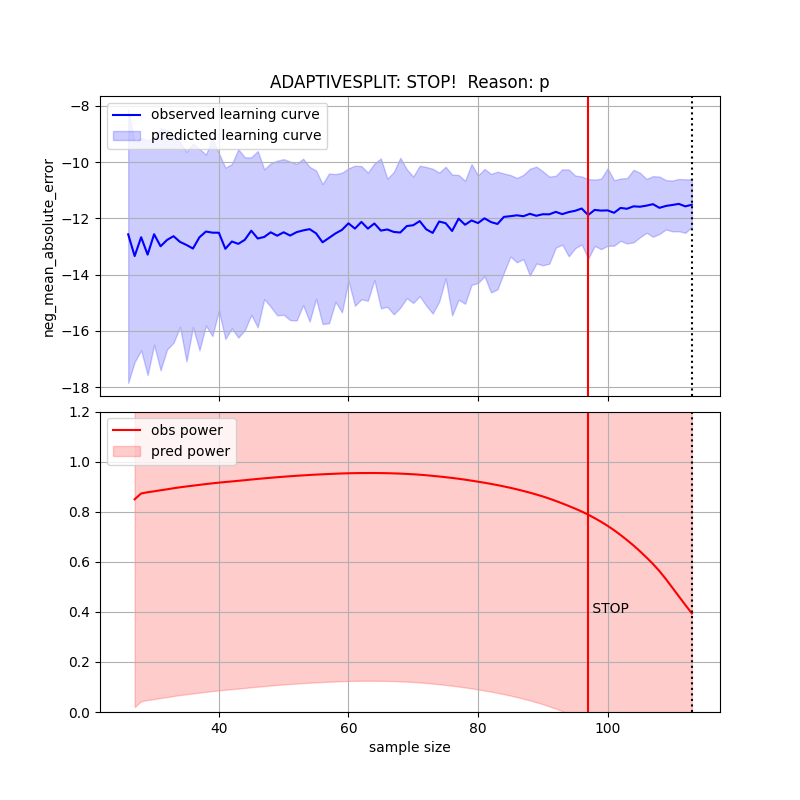 ADAPTIVESPLIT: STOP!  Reason: p
observed learning curve
predicted learning curve
−8
−10
−12
−14
−16
−18
neg_mean_absolute_error
obs power
pred power
1.2
1.0
0.8
0.6
0.4
0.2
0.0
STOP
40
60
80
100
sample size